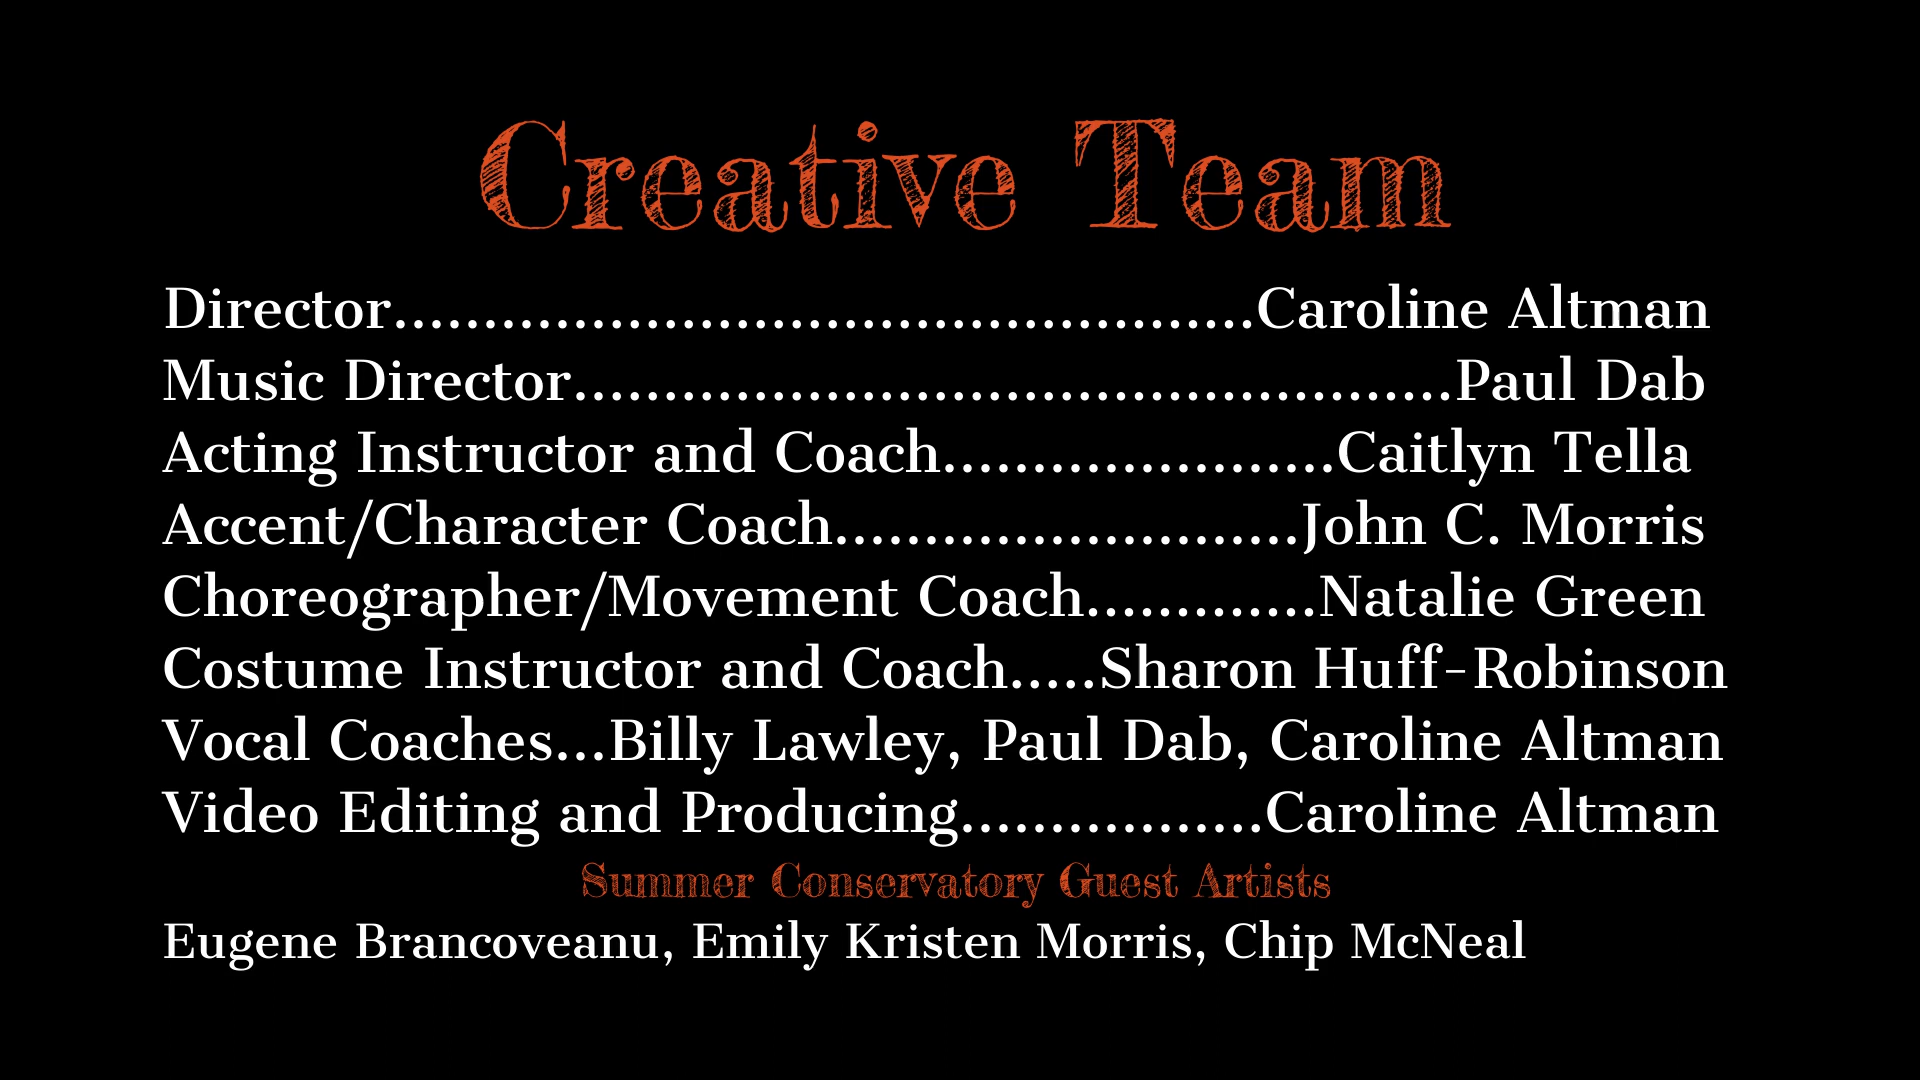 Creative Team
Director................................................Caroline Altman
Music Director.................................................Paul Dab
Acting Instructor and Coach......................Caitlyn Tella
Accent/Character Coach..........................John C. Morris
Choreographer/Movement Coach.............Natalie Green
Costume Instructor and Coach.....Sharon Huff-Robinson
Vocal Coaches...Billy Lawley, Paul Dab, Caroline Altman
Video Editing and Producing.................Caroline Altman
Summer Conservatory Guest Artists
Eugene Brancoveanu, Emily Kristen Morris, Chip McNeal